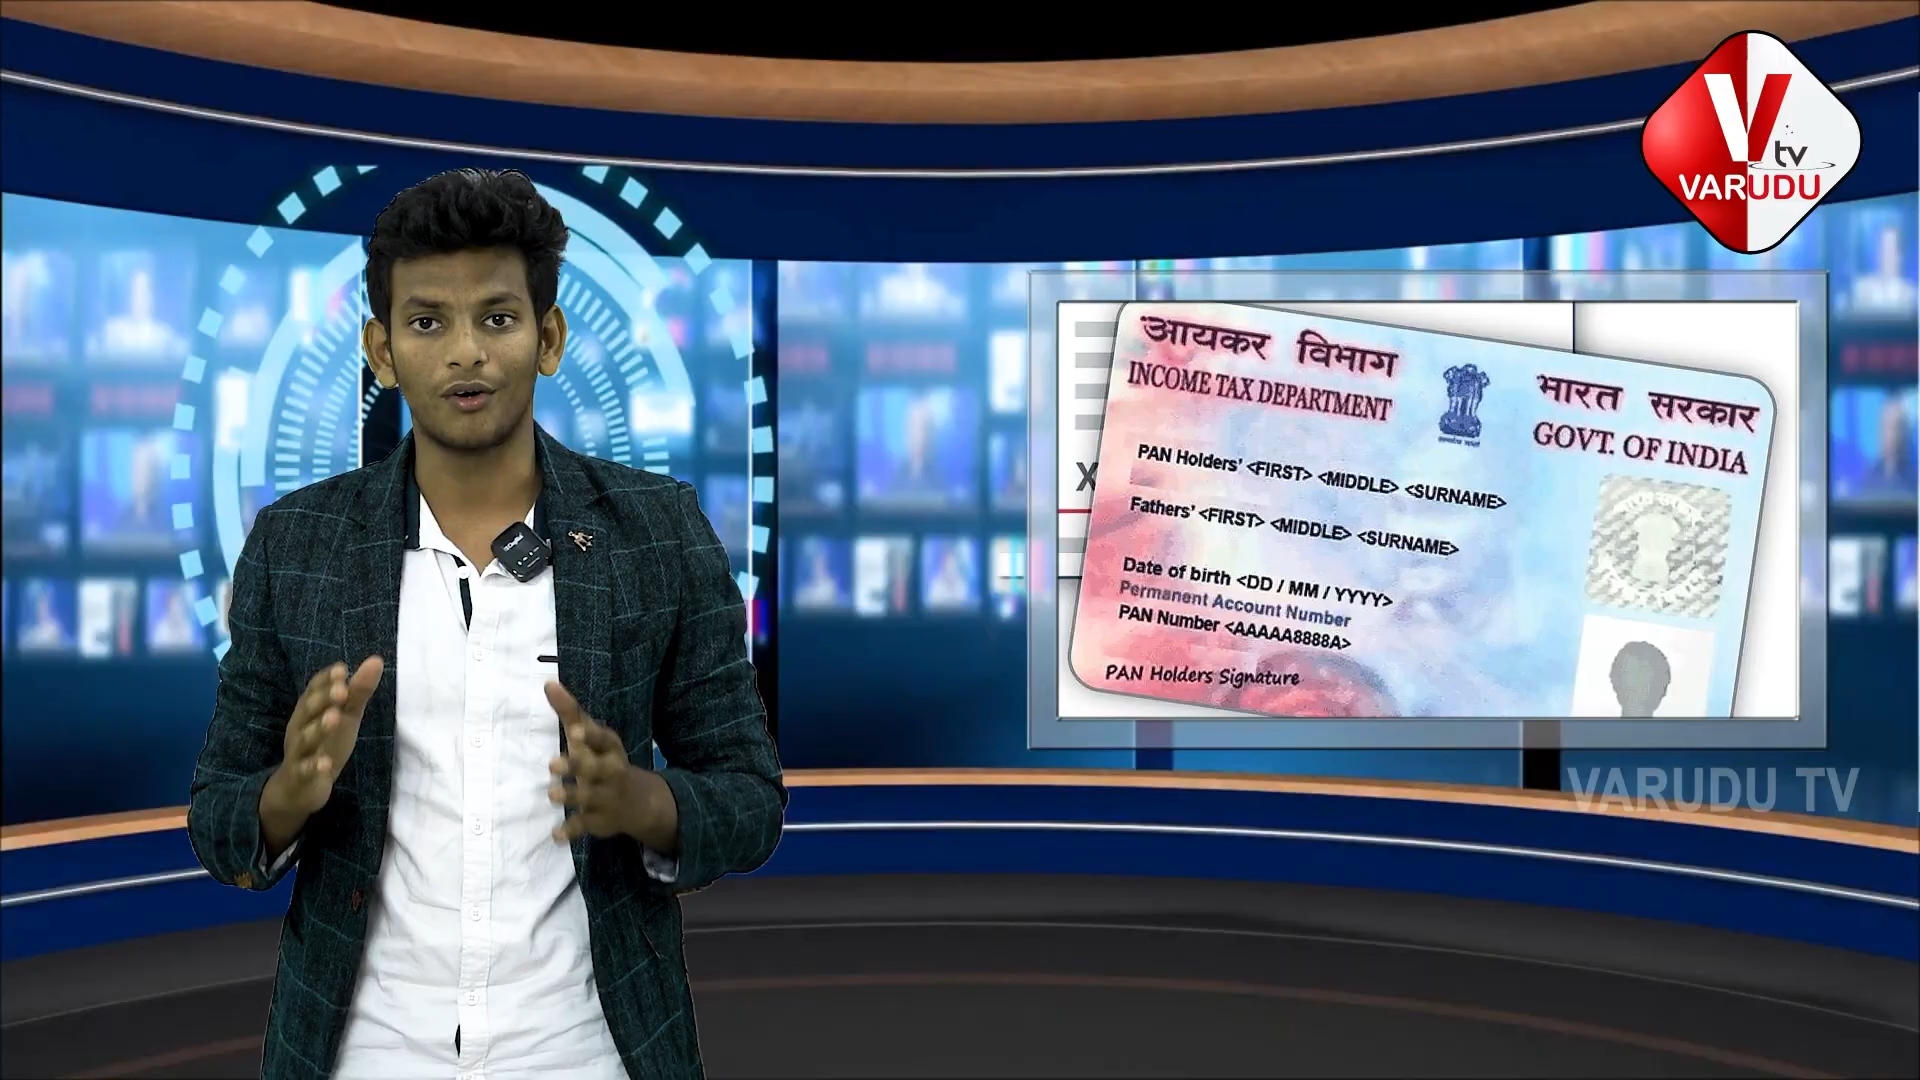 V
tv
VARUDU
आयकर विभाग
INCOME TAX DEPARTMENT
भारत सरकार
GOVT. OF INDIA
PAN Holders' <FIRST> <MIDDLE> <SURNAME>
Fathers' <FIRST> <MIDDLE> <SURNAME>
Date of birth <DD / MM / YYYY>
Permanent Account Number
PAN Number <AAAAA8888A>
PAN Holders Signature
X
VARUDU TV